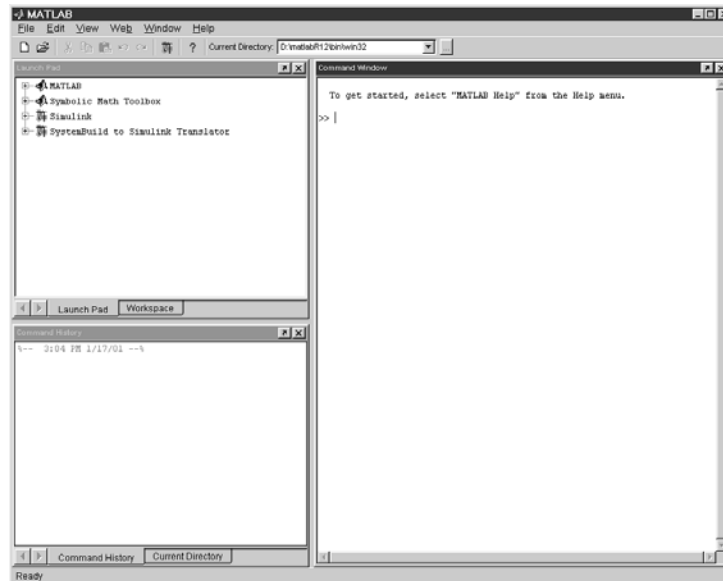 MATLAB
File Edit View Web Window Help
? Current Directory: D:\matlabR12\bin\win32 ...
Launch Pad
MATLAB
Symbolic Math Toolbox
Simulink
SystemBuild to Simulink Translator
Launch Pad Workspace
Command History
%-- 3:04 PM 1/17/01 --%
Command History Current Directory
Command Window
To get started, select "MATLAB Help" from the Help menu.
>>
Ready